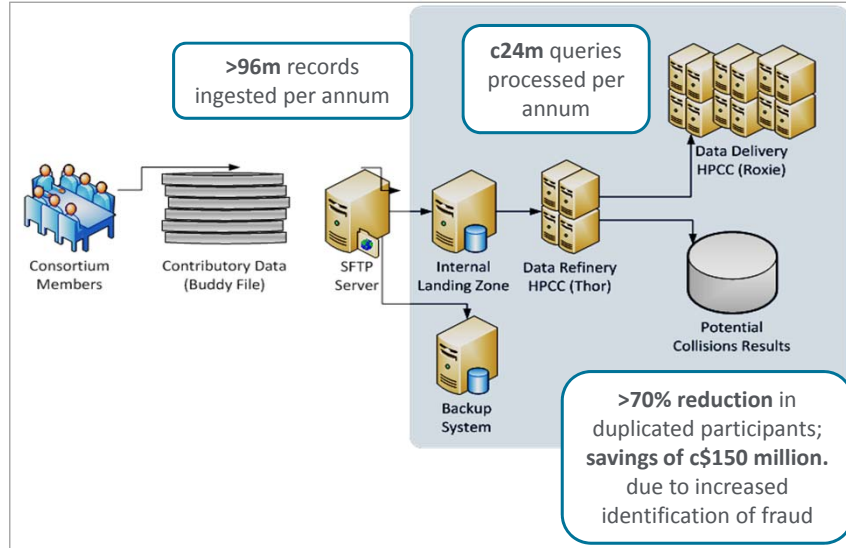 >96m records
ingested per annum
c24m queries
processed per
annum
Data Delivery
HPCC (Roxie)
Consortium
Members
Contributory Data
(Buddy File)
SFTP
Server
Internal
Landing Zone
Data Refinery
HPCC (Thor)
Potential
Collisions Results
Backup
System
>70% reduction in
duplicated participants;
savings of c$150 million.
due to increased
identification of fraud